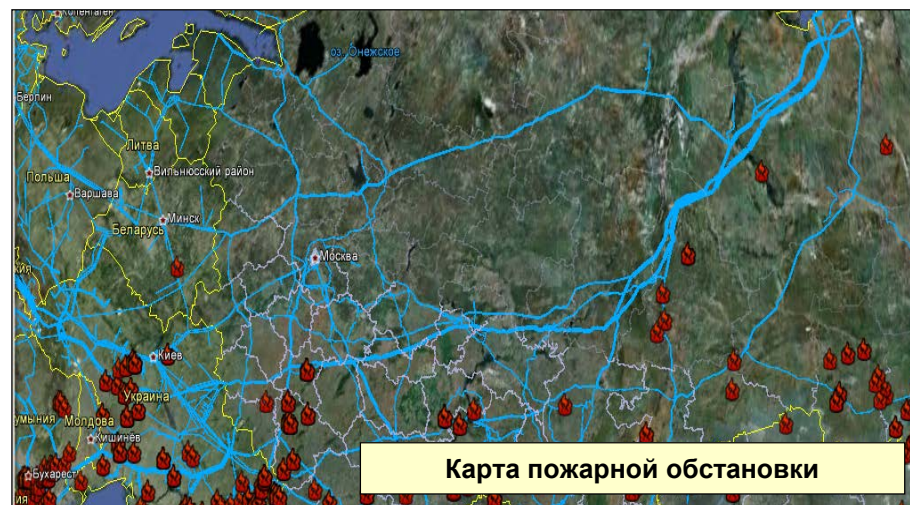 Копенгаген
оз. Онежское
Берлин
Литва
Вильнюсский район
Польша
Варшава
Минск
Беларусь
Москва
Киев
Украина
Молдова
Кишинёв
Бухарест
Карта пожарной обстановки